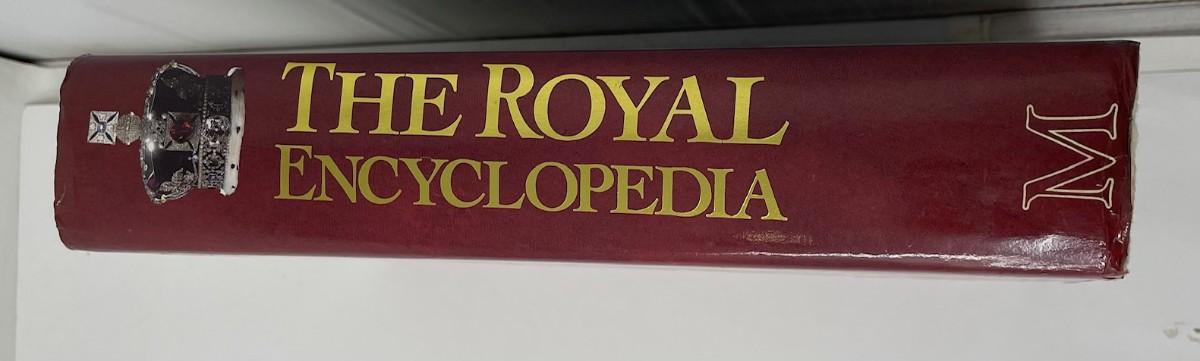 THE ROYAL
ENCYCLOPEDIA
M